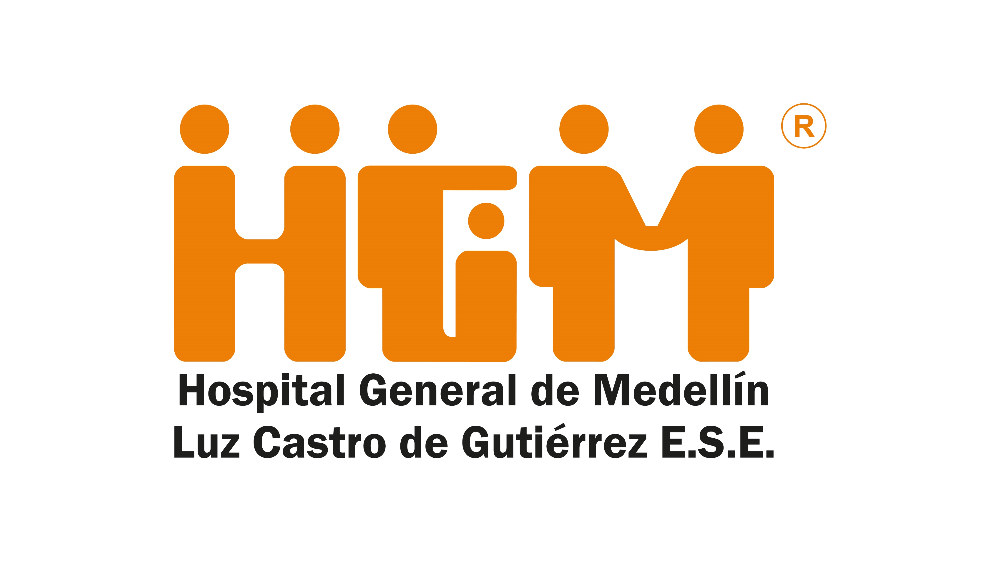 HGM ®
Hospital General de Medellín
Luz Castro de Gutiérrez E.S.E.